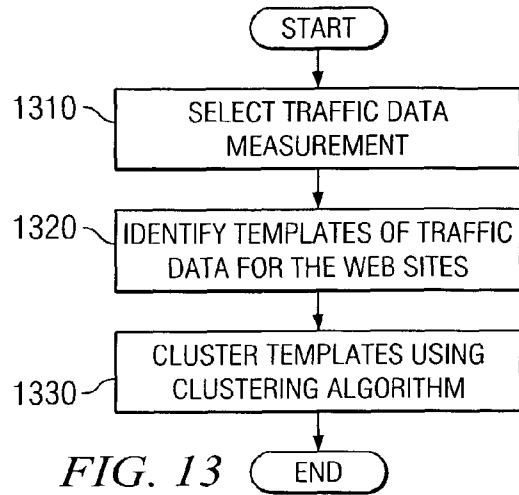 START
1310
SELECT TRAFFIC DATA
MEASUREMENT
1320
IDENTIFY TEMPLATES OF TRAFFIC
DATA FOR THE WEB SITES
1330
CLUSTER TEMPLATES USING
CLUSTERING ALGORITHM
FIG. 13
END